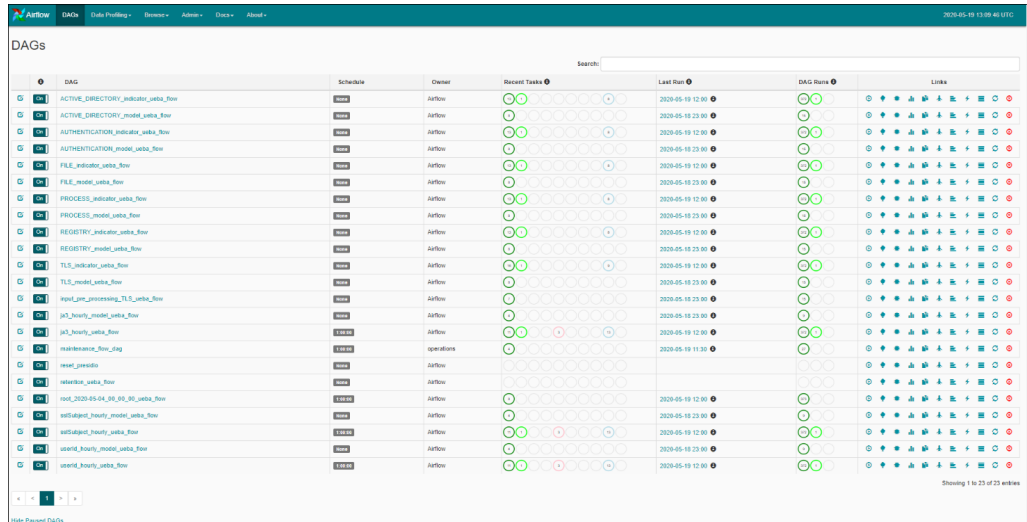 Airflow DAGs Data Profiling Browse Admin Docs About 2020-05-19 13:09:46 UTC
DAGs
Search:
DAG Schedule Owner Recent Tasks Last Run DAG Runs Links
On ACTIVE_DIRECTORY_indicator_ueba_flow None Airflow 2020-05-19 12:00
On ACTIVE_DIRECTORY_model_ueba_flow None Airflow 2020-05-18 23:00
On AUTHENTICATION_indicator_ueba_flow None Airflow 2020-05-19 12:00
On AUTHENTICATION_model_ueba_flow None Airflow 2020-05-18 23:00
On FILE_indicator_ueba_flow None Airflow 2020-05-19 12:00
On FILE_model_ueba_flow None Airflow 2020-05-18 23:00
On PROCESS_indicator_ueba_flow None Airflow 2020-05-19 12:00
On PROCESS_model_ueba_flow None Airflow 2020-05-18 23:00
On REGISTRY_indicator_ueba_flow None Airflow 2020-05-19 12:00
On REGISTRY_model_ueba_flow None Airflow 2020-05-18 23:00
On TLS_indicator_ueba_flow None Airflow 2020-05-19 12:00
On TLS_model_ueba_flow None Airflow 2020-05-18 23:00
On input_pre_processing_TLS_ueba_flow None Airflow 2020-05-18 23:00
On ja3_hourly_model_ueba_flow None Airflow 2020-05-18 23:00
On ja3_hourly_ueba_flow 1:00:00 Airflow 2020-05-19 12:00
On maintenance_flow_dag 1:00:00 operations 2020-05-19 11:30
On reset_presidio None Airflow
On retention_ueba_flow None Airflow
On root_2020-05-04_00_00_00_ueba_flow 1:00:00 Airflow 2020-05-19 12:00
On sslSubject_hourly_model_ueba_flow None Airflow 2020-05-18 23:00
On sslSubject_hourly_ueba_flow 1:00:00 Airflow 2020-05-19 12:00
On userid_hourly_model_ueba_flow None Airflow 2020-05-18 23:00
On userid_hourly_ueba_flow 1:00:00 Airflow 2020-05-19 12:00
Showing 1 to 23 of 23 entries
« ‹ 1 › »
Hide Paused DAGs